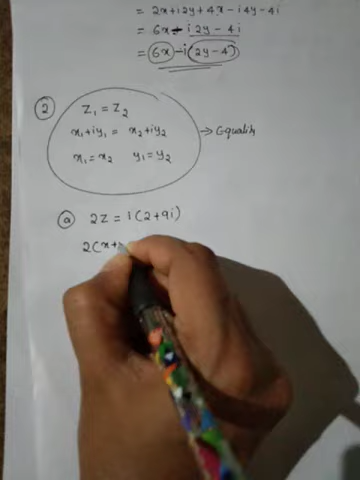 = 2x+i2y+4x-i4y-4i
= 6x-i2y-4i
= 6x-i(2y-4)
② z₁ = z₂
x₁+iy₁ = x₂+iy₂ → Equality
x₁=x₂ y₁=y₂
ⓐ 2z = i(2+9i)
2(x+